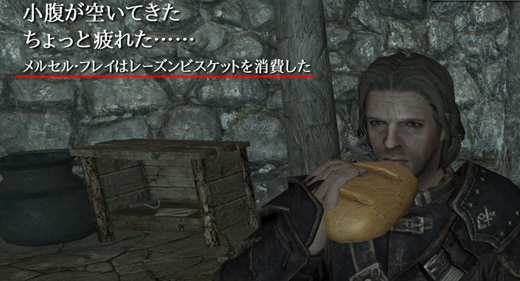 小腹が空いてきた
ちょっと疲れた……
メルセル・フレイはレーズンビスケットを消費した